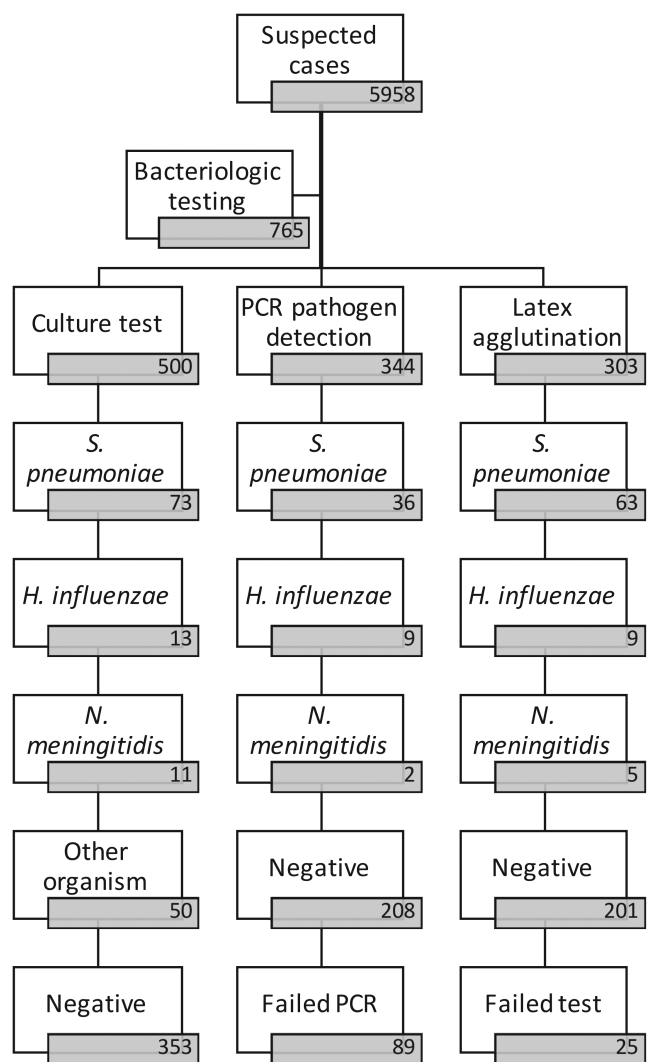 Suspected
cases
5958
Bacteriologic
testing
765
Culture test
500
PCR pathogen
detection
344
Latex
agglutination
303
S.
pneumoniae
73
S.
pneumoniae
36
S.
pneumoniae
63
H. influenzae
13
H. influenzae
9
H. influenzae
9
N.
meningitidis
11
N.
meningitidis
2
N.
meningitidis
5
Other
organism
50
Negative
208
Negative
201
Negative
353
Failed PCR
89
Failed test
25